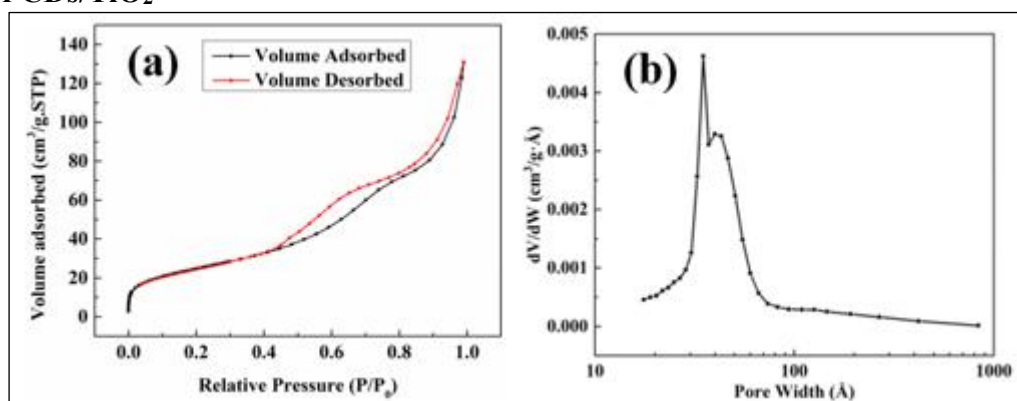 CDs/TiO₂
(a)
Volume Adsorbed
Volume Desorbed
Volume adsorbed (cm³/g.STP)
140
120
100
80
60
40
20
0
0.0 0.2 0.4 0.6 0.8 1.0
Relative Pressure (P/P₀)
(b)
dV/dW (cm³/g·Å)
0.005
0.004
0.003
0.002
0.001
0.000
10 100 1000
Pore Width (Å)